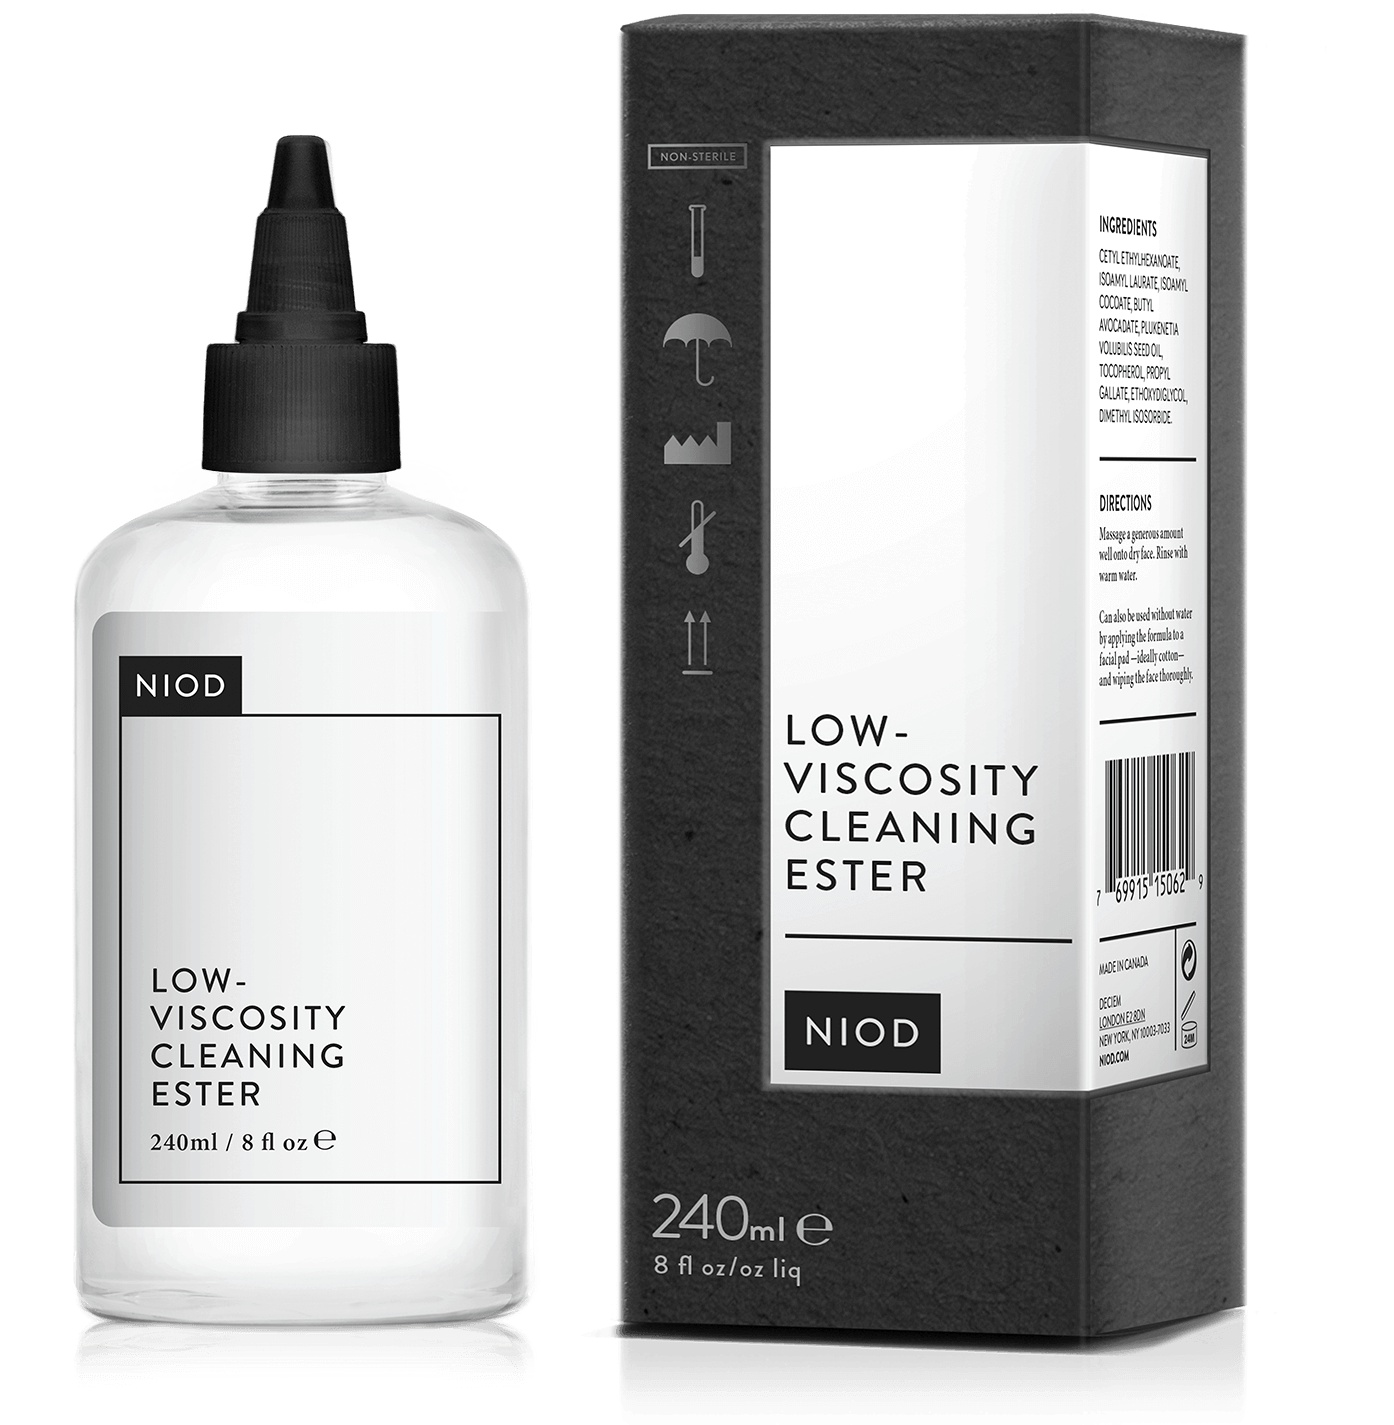 NIOD
LOW-
VISCOSITY
CLEANING
ESTER
240ml / 8 fl oz ℮
NON-STERILE
LOW-
VISCOSITY
CLEANING
ESTER
NIOD
240ml ℮
8 fl oz/oz liq
INGREDIENTS
CETYL ETHYLHEXANOATE,
ISOAMYL LAURATE, ISOAMYL
COCOATE, BUTYL
AVOCADATE, PLUKENETIA
VOLUBILIS SEED OIL,
TOCOPHEROL, PROPYL
GALLATE, ETHOXYDIGLYCOL,
DIMETHYL ISOSORBIDE.
DIRECTIONS
Massage a generous amount
well onto dry face. Rinse with
warm water.
Can also be used without water
by applying the formula to a
facial pad —ideally cotton—
and wiping the face thoroughly.
7 69915 15062 9
MADE IN CANADA
DECIEM
LONDON E2 8DN
NEW YORK, NY 10003-7033
NIOD.COM
24M